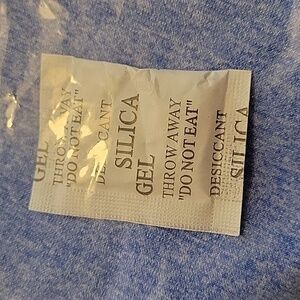 GEL
THROW AWAY
"DO NOT EAT"
DESICCANT
SILICA
GEL
THROW AWAY
"DO NOT EAT"
DESICCANT
SILICA